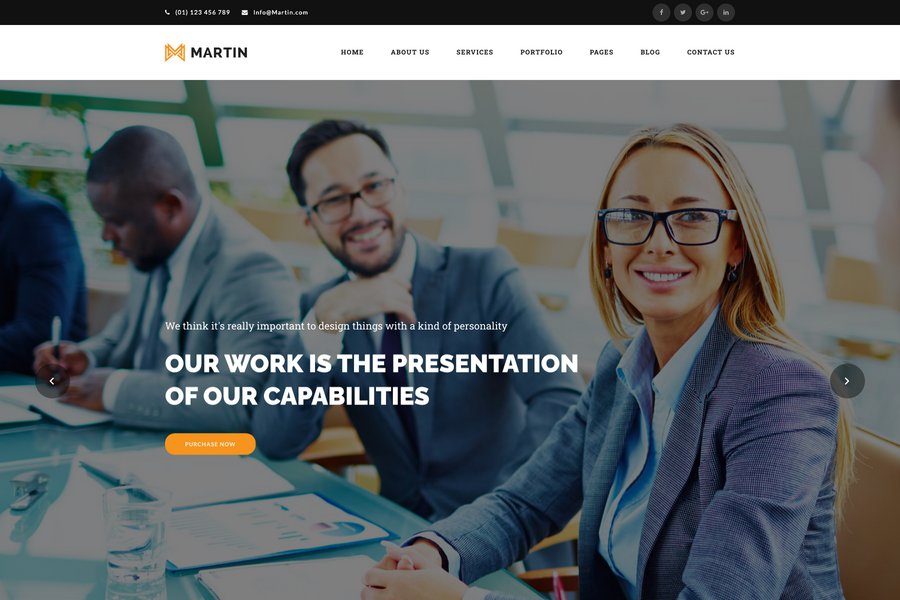 (01) 123 456 789 Info@Martin.com
MARTIN
HOME ABOUT US SERVICES PORTFOLIO PAGES BLOG CONTACT US
We think it's really important to design things with a kind of personality
OUR WORK IS THE PRESENTATION
OF OUR CAPABILITIES
PURCHASE NOW